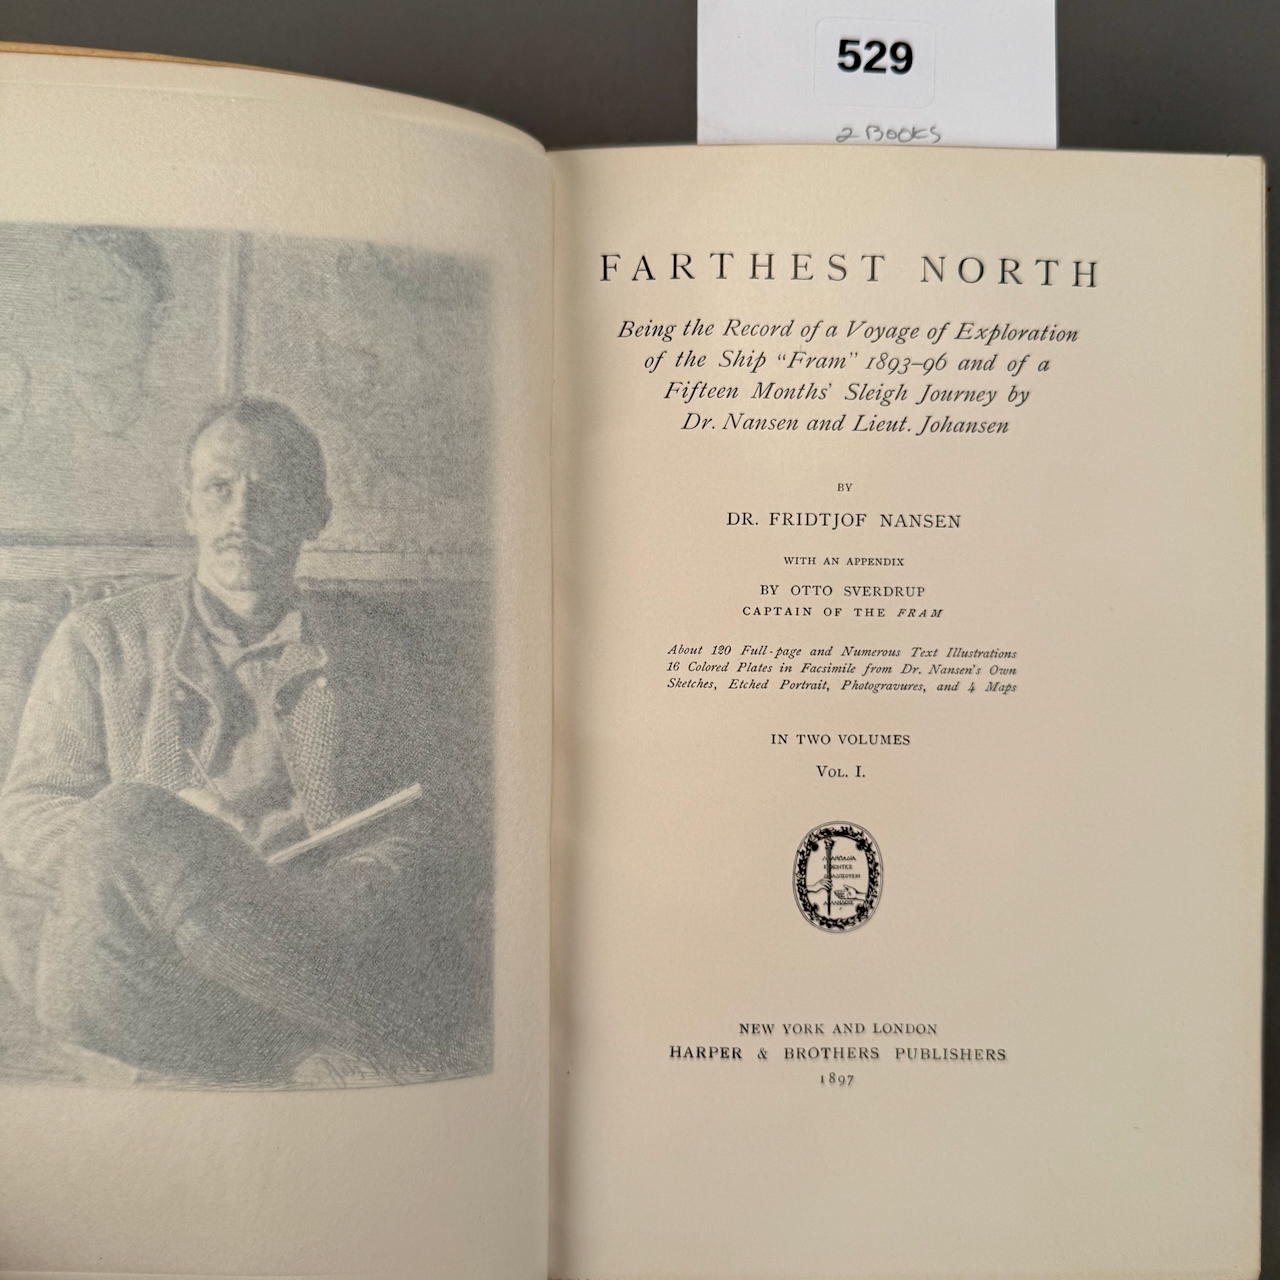 529
2 BOOKS
FARTHEST NORTH
Being the Record of a Voyage of Exploration
of the Ship "Fram" 1893–96 and of a
Fifteen Months' Sleigh Journey by
Dr. Nansen and Lieut. Johansen
BY
DR. FRIDTJOF NANSEN
WITH AN APPENDIX
BY OTTO SVERDRUP
CAPTAIN OF THE FRAM
About 120 Full-page and Numerous Text Illustrations
16 Colored Plates in Facsimile from Dr. Nansen's Own
Sketches, Etched Portrait, Photogravures, and 4 Maps
IN TWO VOLUMES
VOL. I.
NEW YORK AND LONDON
HARPER & BROTHERS PUBLISHERS
1897